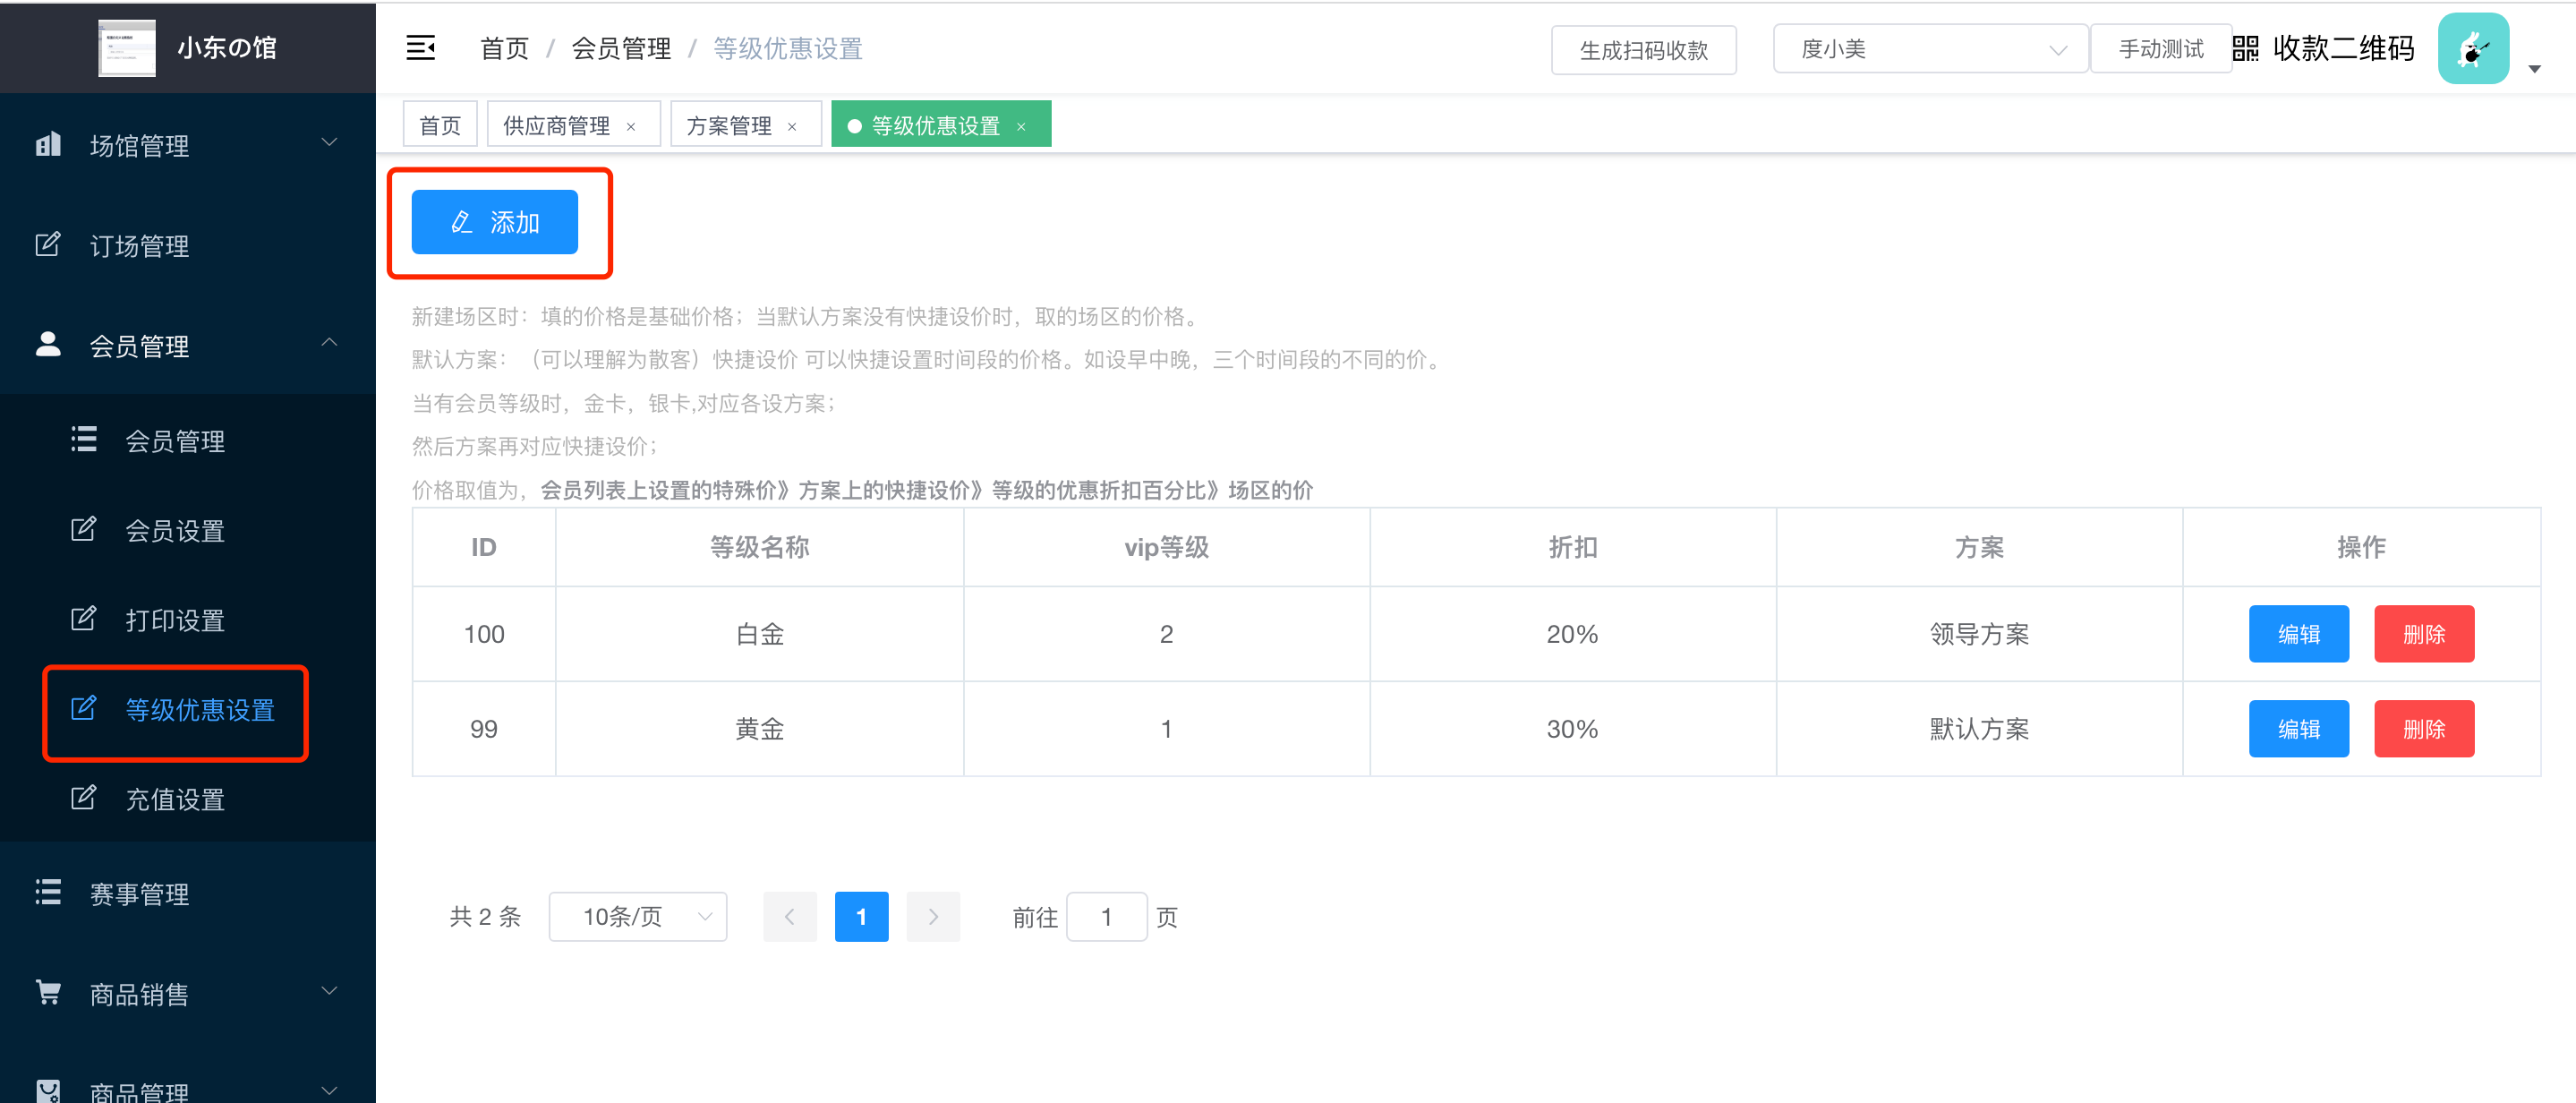 小东の馆
首页 / 会员管理 / 等级优惠设置
生成扫码收款
度小美
手动测试
收款二维码
首页
供应商管理 ×
方案管理 ×
等级优惠设置 ×
场馆管理
订场管理
会员管理
会员管理
会员设置
打印设置
等级优惠设置
充值设置
赛事管理
商品销售
商品管理
添加
新建场区时：填的价格是基础价格；当默认方案没有快捷设价时，取的场区的价格。
默认方案：（可以理解为散客）快捷设价 可以快捷设置时间段的价格。如设早中晚，三个时间段的不同的价。
当有会员等级时，金卡，银卡,对应各设方案；
然后方案再对应快捷设价；
价格取值为，会员列表上设置的特殊价》方案上的快捷设价》等级的优惠折扣百分比》场区的价
ID 等级名称 vip等级 折扣 方案 操作
100 白金 2 20% 领导方案 编辑 删除
99 黄金 1 30% 默认方案 编辑 删除
共 2 条 10条/页 1 前往 1 页